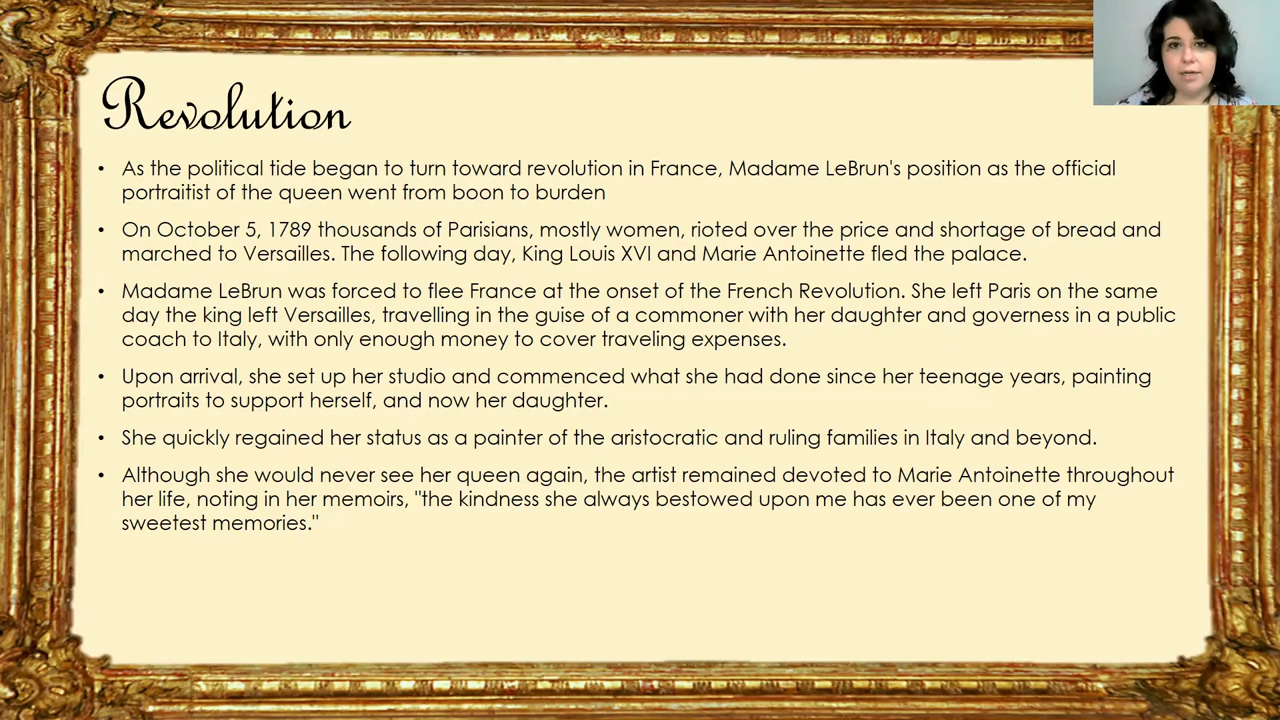 Revolution
• As the political tide began to turn toward revolution in France, Madame LeBrun's position as the official
portraitist of the queen went from boon to burden
• On October 5, 1789 thousands of Parisians, mostly women, rioted over the price and shortage of bread and
marched to Versailles. The following day, King Louis XVI and Marie Antoinette fled the palace.
• Madame LeBrun was forced to flee France at the onset of the French Revolution. She left Paris on the same
day the king left Versailles, travelling in the guise of a commoner with her daughter and governess in a public
coach to Italy, with only enough money to cover traveling expenses.
• Upon arrival, she set up her studio and commenced what she had done since her teenage years, painting
portraits to support herself, and now her daughter.
• She quickly regained her status as a painter of the aristocratic and ruling families in Italy and beyond.
• Although she would never see her queen again, the artist remained devoted to Marie Antoinette throughout
her life, noting in her memoirs, "the kindness she always bestowed upon me has ever been one of my
sweetest memories."